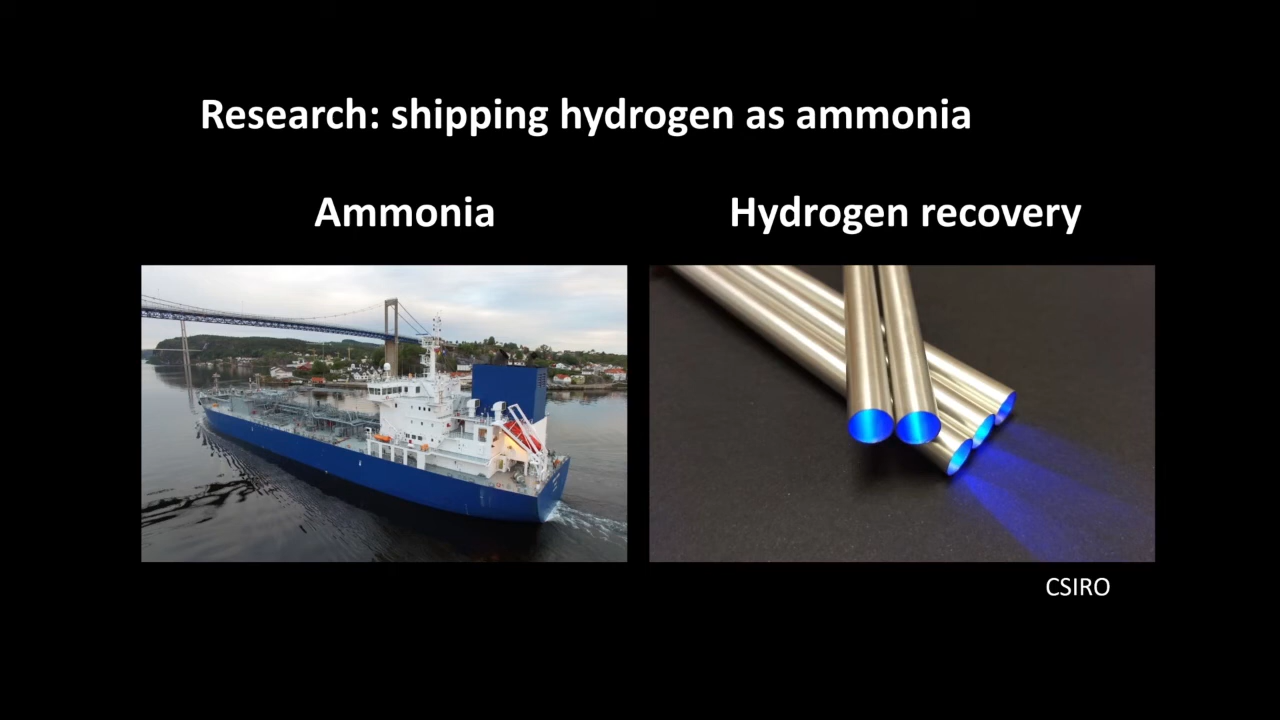 Research: shipping hydrogen as ammonia
Ammonia
Hydrogen recovery
CSIRO